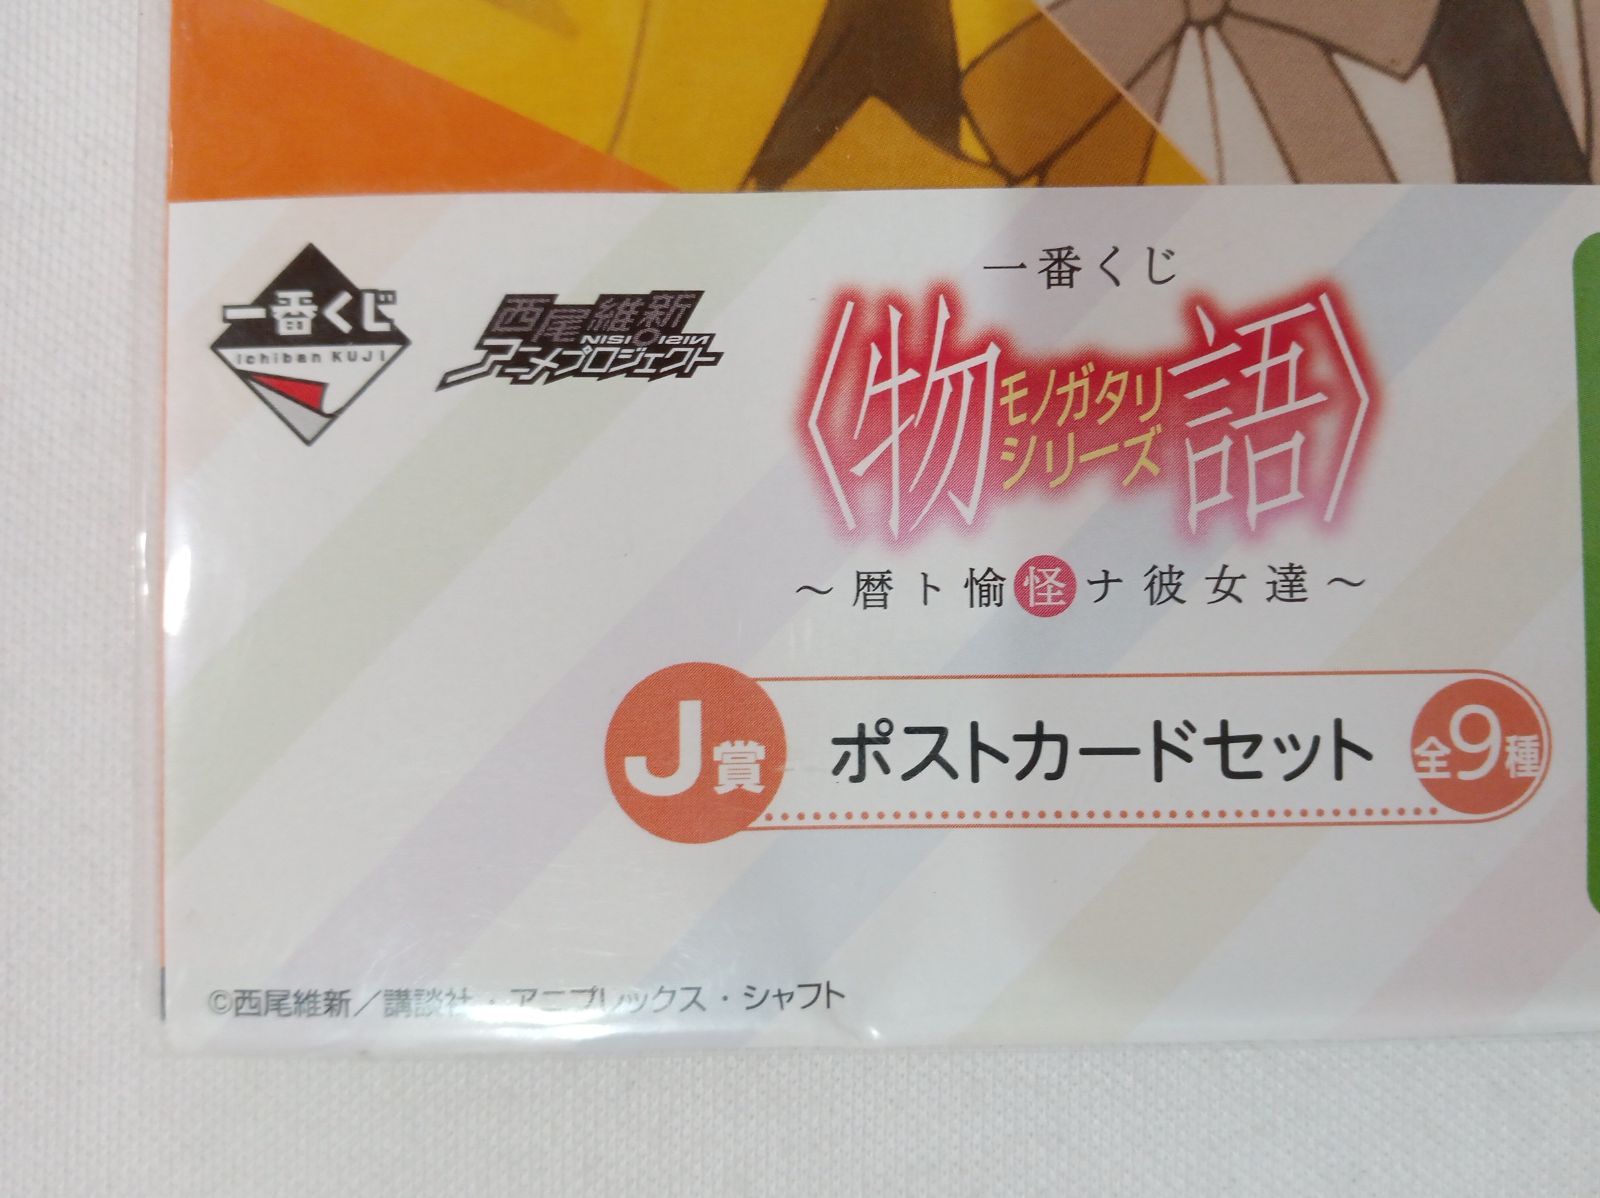 一番くじ
ichiban KUJI
西尾維新
NISIOISIN
アニメプロジェクト
一番くじ
〈物語〉
モノガタリ
シリーズ
～暦ト愉怪ナ彼女達～
J賞 ポストカードセット 全9種
©西尾維新／講談社・アニプレックス・シャフト